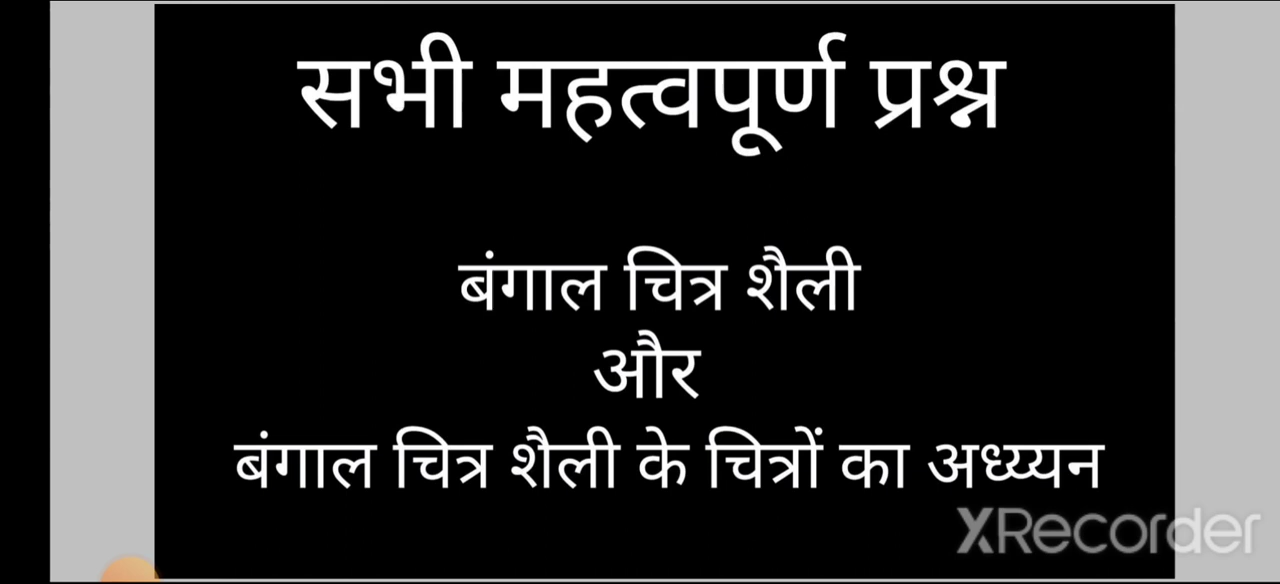 सभी महत्वपूर्ण प्रश्न
बंगाल चित्र शैली
और
बंगाल चित्र शैली के चित्रों का अध्ययन
XRecorder